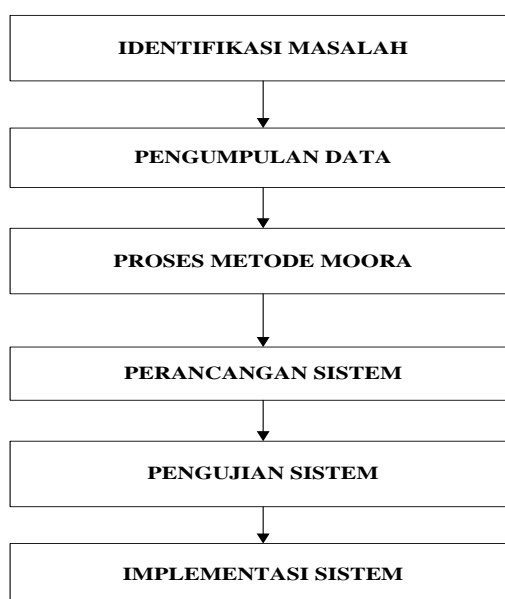 IDENTIFIKASI MASALAH
PENGUMPULAN DATA
PROSES METODE MOORA
PERANCANGAN SISTEM
PENGUJIAN SISTEM
IMPLEMENTASI SISTEM